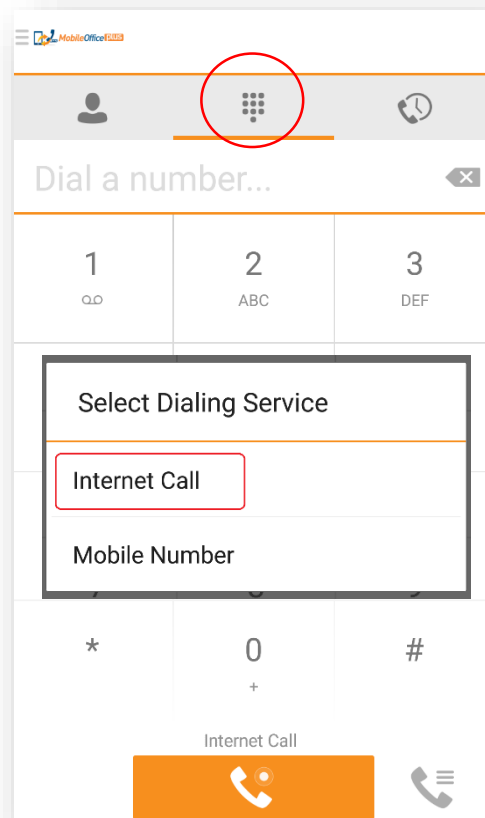 MobileOffice PLUS
Dial a number...
1 2 3
ABC DEF
Select Dialing Service
Internet Call
Mobile Number
* 0 #
+
Internet Call